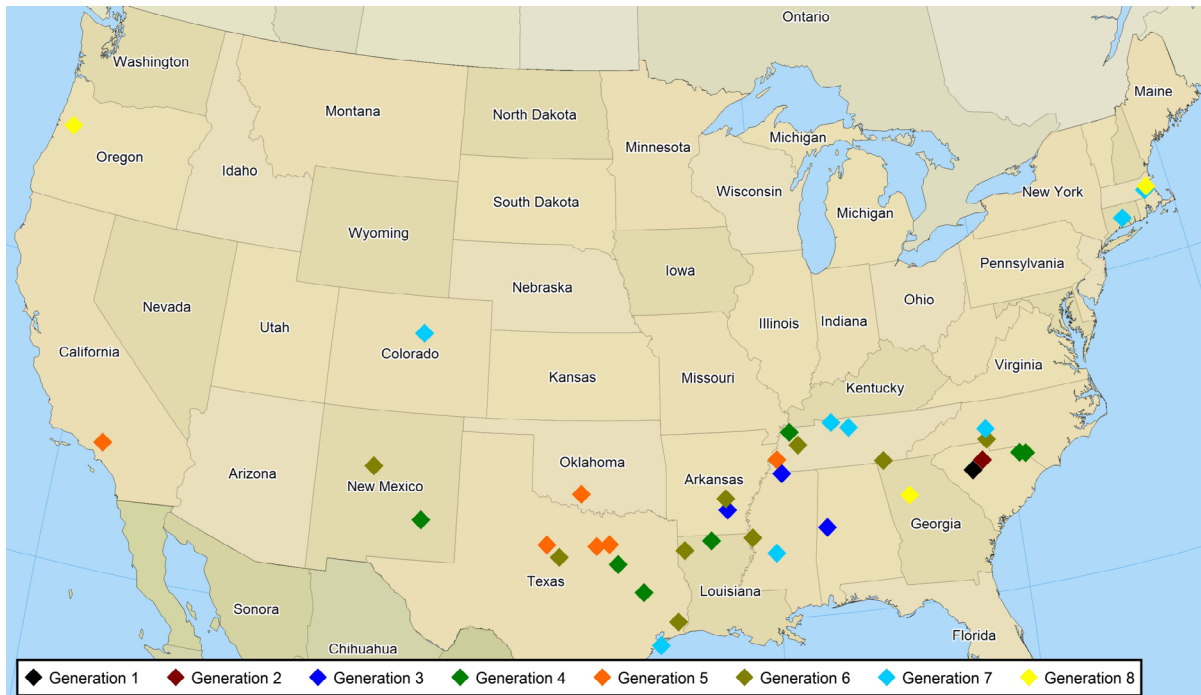 Ontario
Washington
Maine
Montana
North Dakota
Michigan
Minnesota
Oregon
Idaho
Wisconsin
New York
South Dakota
Michigan
Wyoming
Iowa
Pennsylvania
Nebraska
Ohio
Nevada
Utah
Illinois
Indiana
California
Colorado
Virginia
Kansas
Missouri
Kentucky
Oklahoma
Arizona
Arkansas
New Mexico
Georgia
Texas
Louisiana
Sonora
Florida
Chihuahua
Generation 1 Generation 2 Generation 3 Generation 4 Generation 5 Generation 6 Generation 7 Generation 8